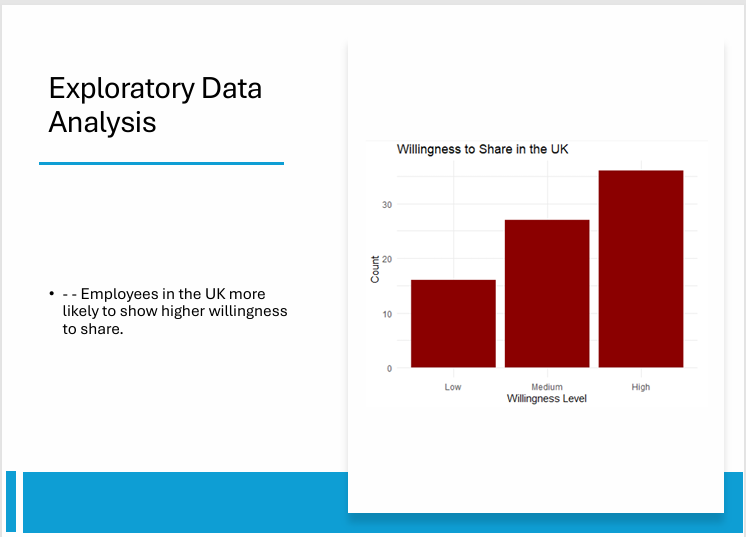 Exploratory Data
Analysis
• - - Employees in the UK more
likely to show higher willingness
to share.
Willingness to Share in the UK
Count
30
20
10
0
Low Medium High
Willingness Level